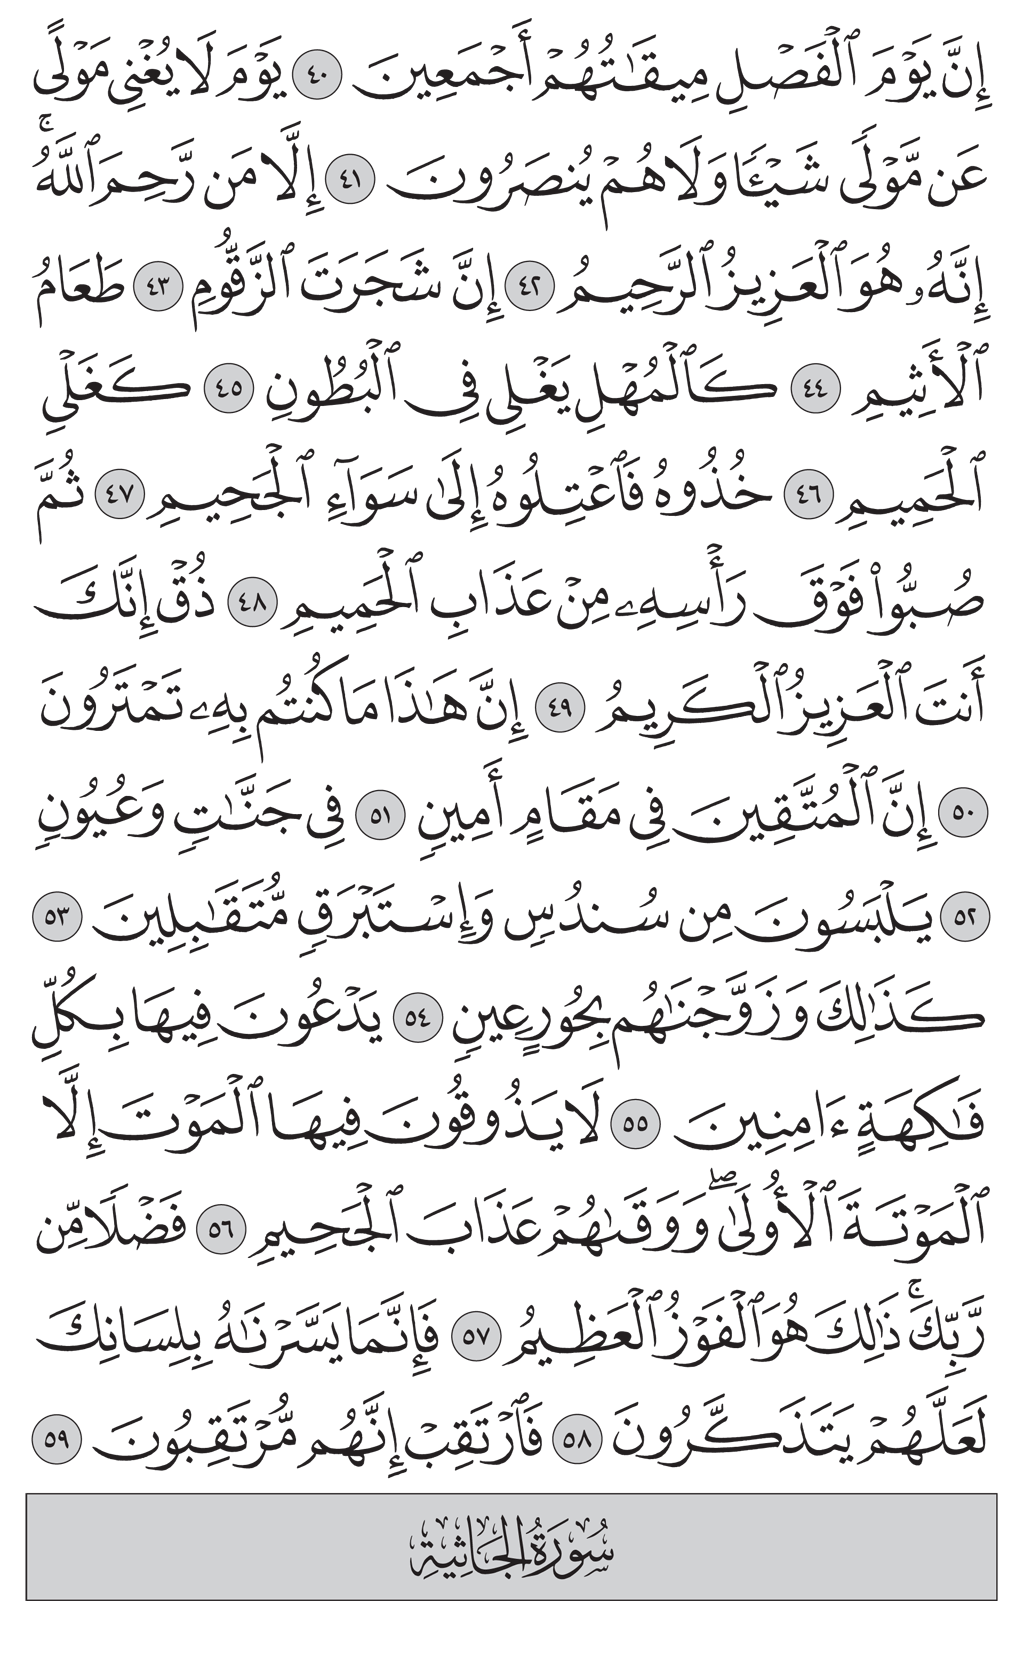 إِنَّ يَوْمَ ٱلْفَصْلِ مِيقَـٰتُهُمْ أَجْمَعِينَ ٤٠ يَوْمَ لَا يُغْنِى مَوْلًى
عَن مَّوْلًى شَيْـًٔا وَلَا هُمْ يُنصَرُونَ ٤١ إِلَّا مَن رَّحِمَ ٱللَّهُ ۚ
إِنَّهُۥ هُوَ ٱلْعَزِيزُ ٱلرَّحِيمُ ٤٢ إِنَّ شَجَرَتَ ٱلزَّقُّومِ ٤٣ طَعَامُ
ٱلْأَثِيمِ ٤٤ كَٱلْمُهْلِ يَغْلِى فِى ٱلْبُطُونِ ٤٥ كَغَلْىِ
ٱلْحَمِيمِ ٤٦ خُذُوهُ فَٱعْتِلُوهُ إِلَىٰ سَوَآءِ ٱلْجَحِيمِ ٤٧ ثُمَّ
صُبُّوا۟ فَوْقَ رَأْسِهِۦ مِنْ عَذَابِ ٱلْحَمِيمِ ٤٨ ذُقْ إِنَّكَ
أَنتَ ٱلْعَزِيزُ ٱلْكَرِيمُ ٤٩ إِنَّ هَـٰذَا مَا كُنتُم بِهِۦ تَمْتَرُونَ
٥٠ إِنَّ ٱلْمُتَّقِينَ فِى مَقَامٍ أَمِينٍ ٥١ فِى جَنَّـٰتٍ وَعُيُونٍ
٥٢ يَلْبَسُونَ مِن سُندُسٍ وَإِسْتَبْرَقٍ مُّتَقَـٰبِلِينَ ٥٣
كَذَٰلِكَ وَزَوَّجْنَـٰهُم بِحُورٍ عِينٍ ٥٤ يَدْعُونَ فِيهَا بِكُلِّ
فَـٰكِهَةٍ ءَامِنِينَ ٥٥ لَا يَذُوقُونَ فِيهَا ٱلْمَوْتَ إِلَّا
ٱلْمَوْتَةَ ٱلْأُولَىٰ ۖ وَوَقَىٰهُمْ عَذَابَ ٱلْجَحِيمِ ٥٦ فَضْلًا مِّن
رَّبِّكَ ۚ ذَٰلِكَ هُوَ ٱلْفَوْزُ ٱلْعَظِيمُ ٥٧ فَإِنَّمَا يَسَّرْنَـٰهُ بِلِسَانِكَ
لَعَلَّهُمْ يَتَذَكَّرُونَ ٥٨ فَٱرْتَقِبْ إِنَّهُم مُّرْتَقِبُونَ ٥٩
سُورَةُ الجَاثِيَةِ